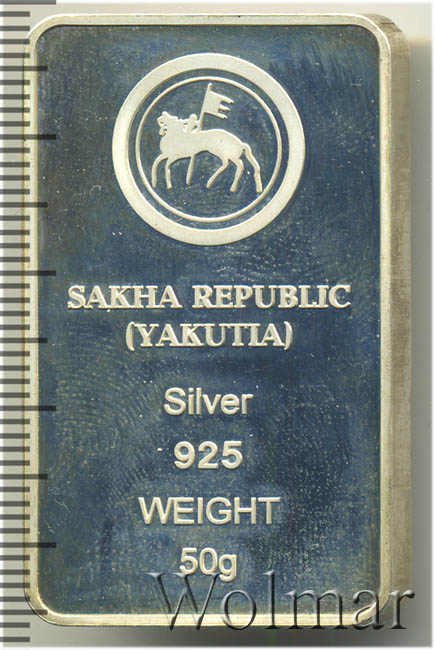 SAKHA REPUBLIC
(YAKUTIA)
Silver
925
WEIGHT
50g
Wolmar